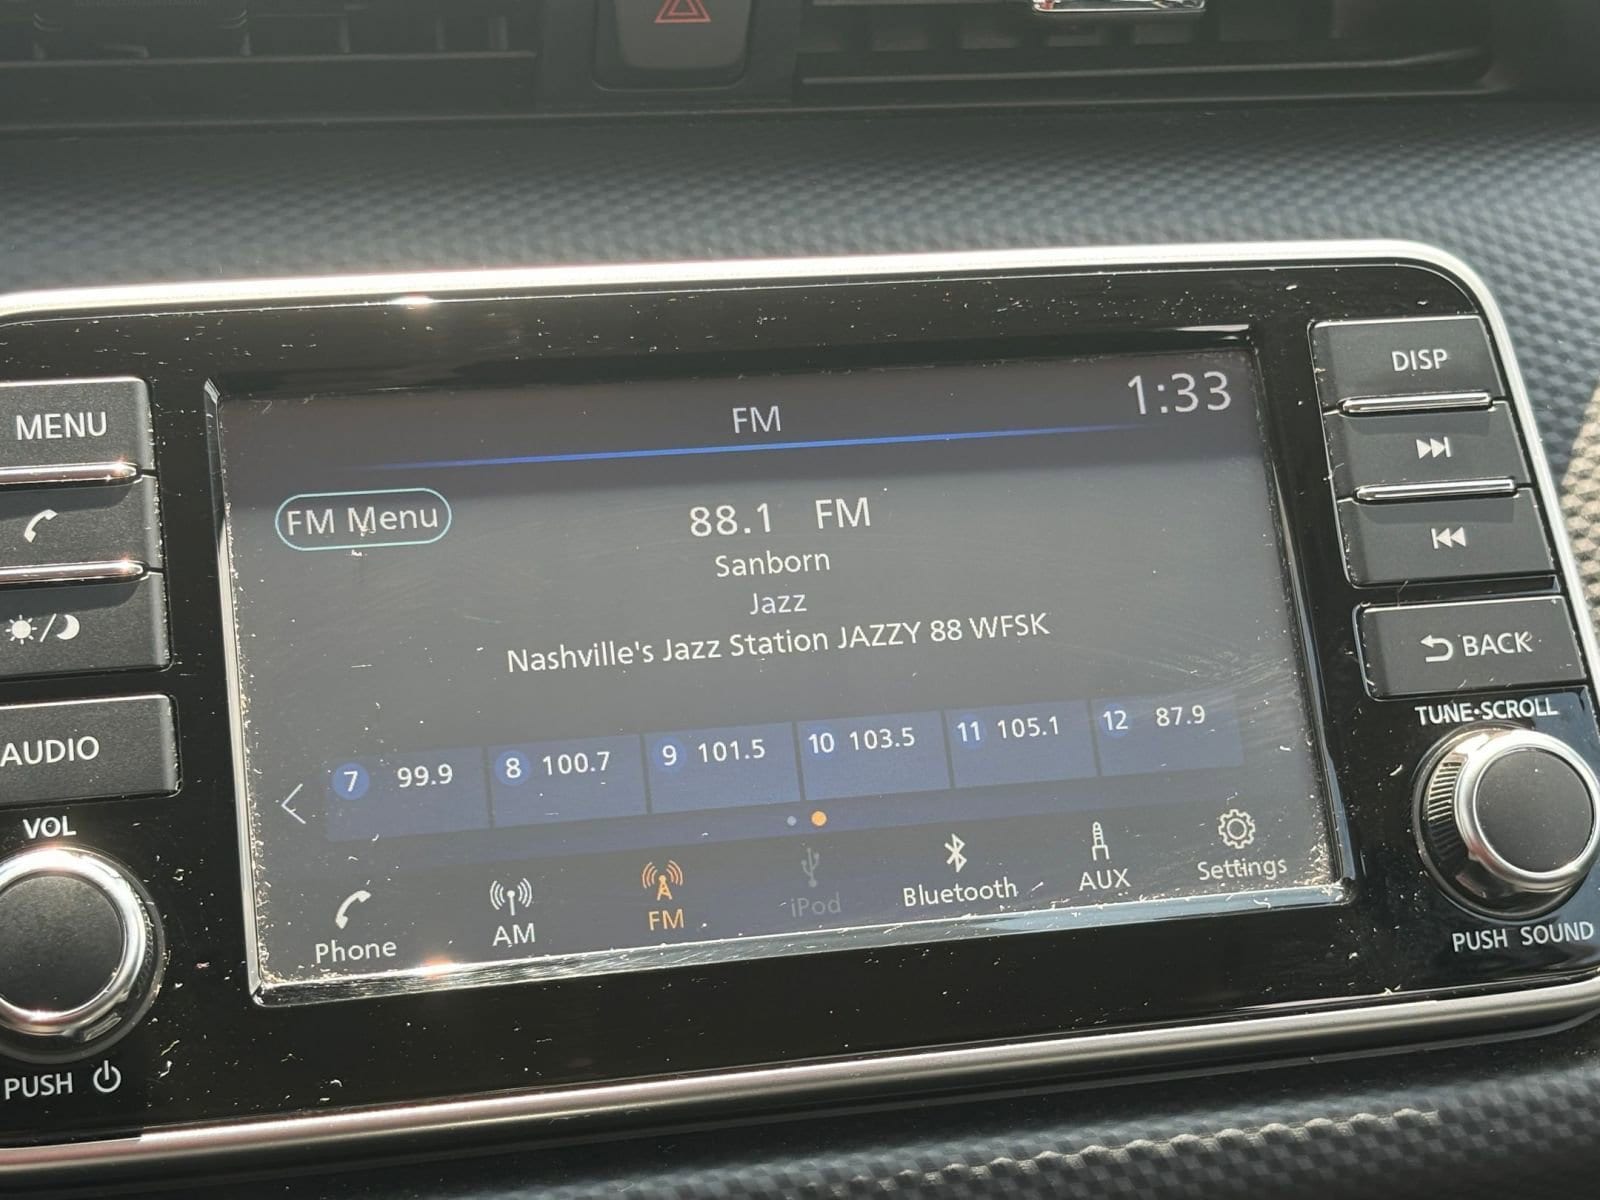 MENU
AUDIO
VOL
PUSH
FM
1:33
FM Menu
88.1 FM
Sanborn
Jazz
Nashville's Jazz Station JAZZY 88 WFSK
7 99.9
8 100.7
9 101.5
10 103.5
11 105.1
12 87.9
Phone
AM
FM
iPod
Bluetooth
AUX
Settings
DISP
BACK
TUNE•SCROLL
PUSH SOUND